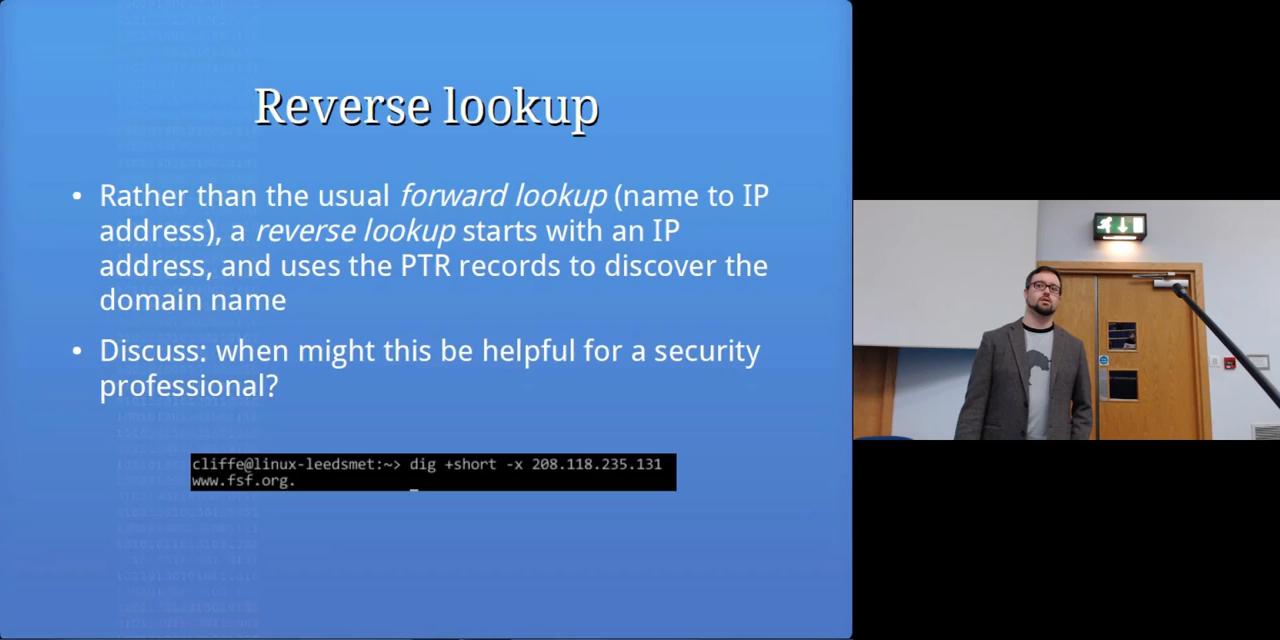 Reverse lookup
• Rather than the usual forward lookup (name to IP
address), a reverse lookup starts with an IP
address, and uses the PTR records to discover the
domain name
• Discuss: when might this be helpful for a security
professional?
cliffe@linux-leedsmet:~> dig +short -x 208.118.235.131
www.fsf.org.